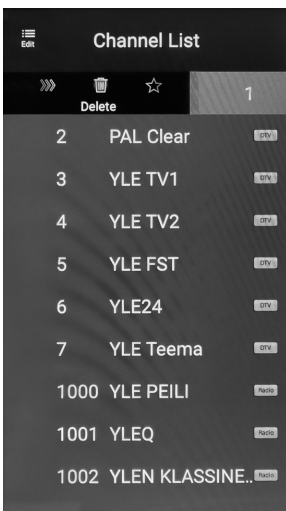 Edit
Channel List
Delete
1
2 PAL Clear DTV
3 YLE TV1 DTV
4 YLE TV2 DTV
5 YLE FST DTV
6 YLE24 DTV
7 YLE Teema DTV
1000 YLE PEILI Radio
1001 YLEQ Radio
1002 YLEN KLASSINE.. Radio